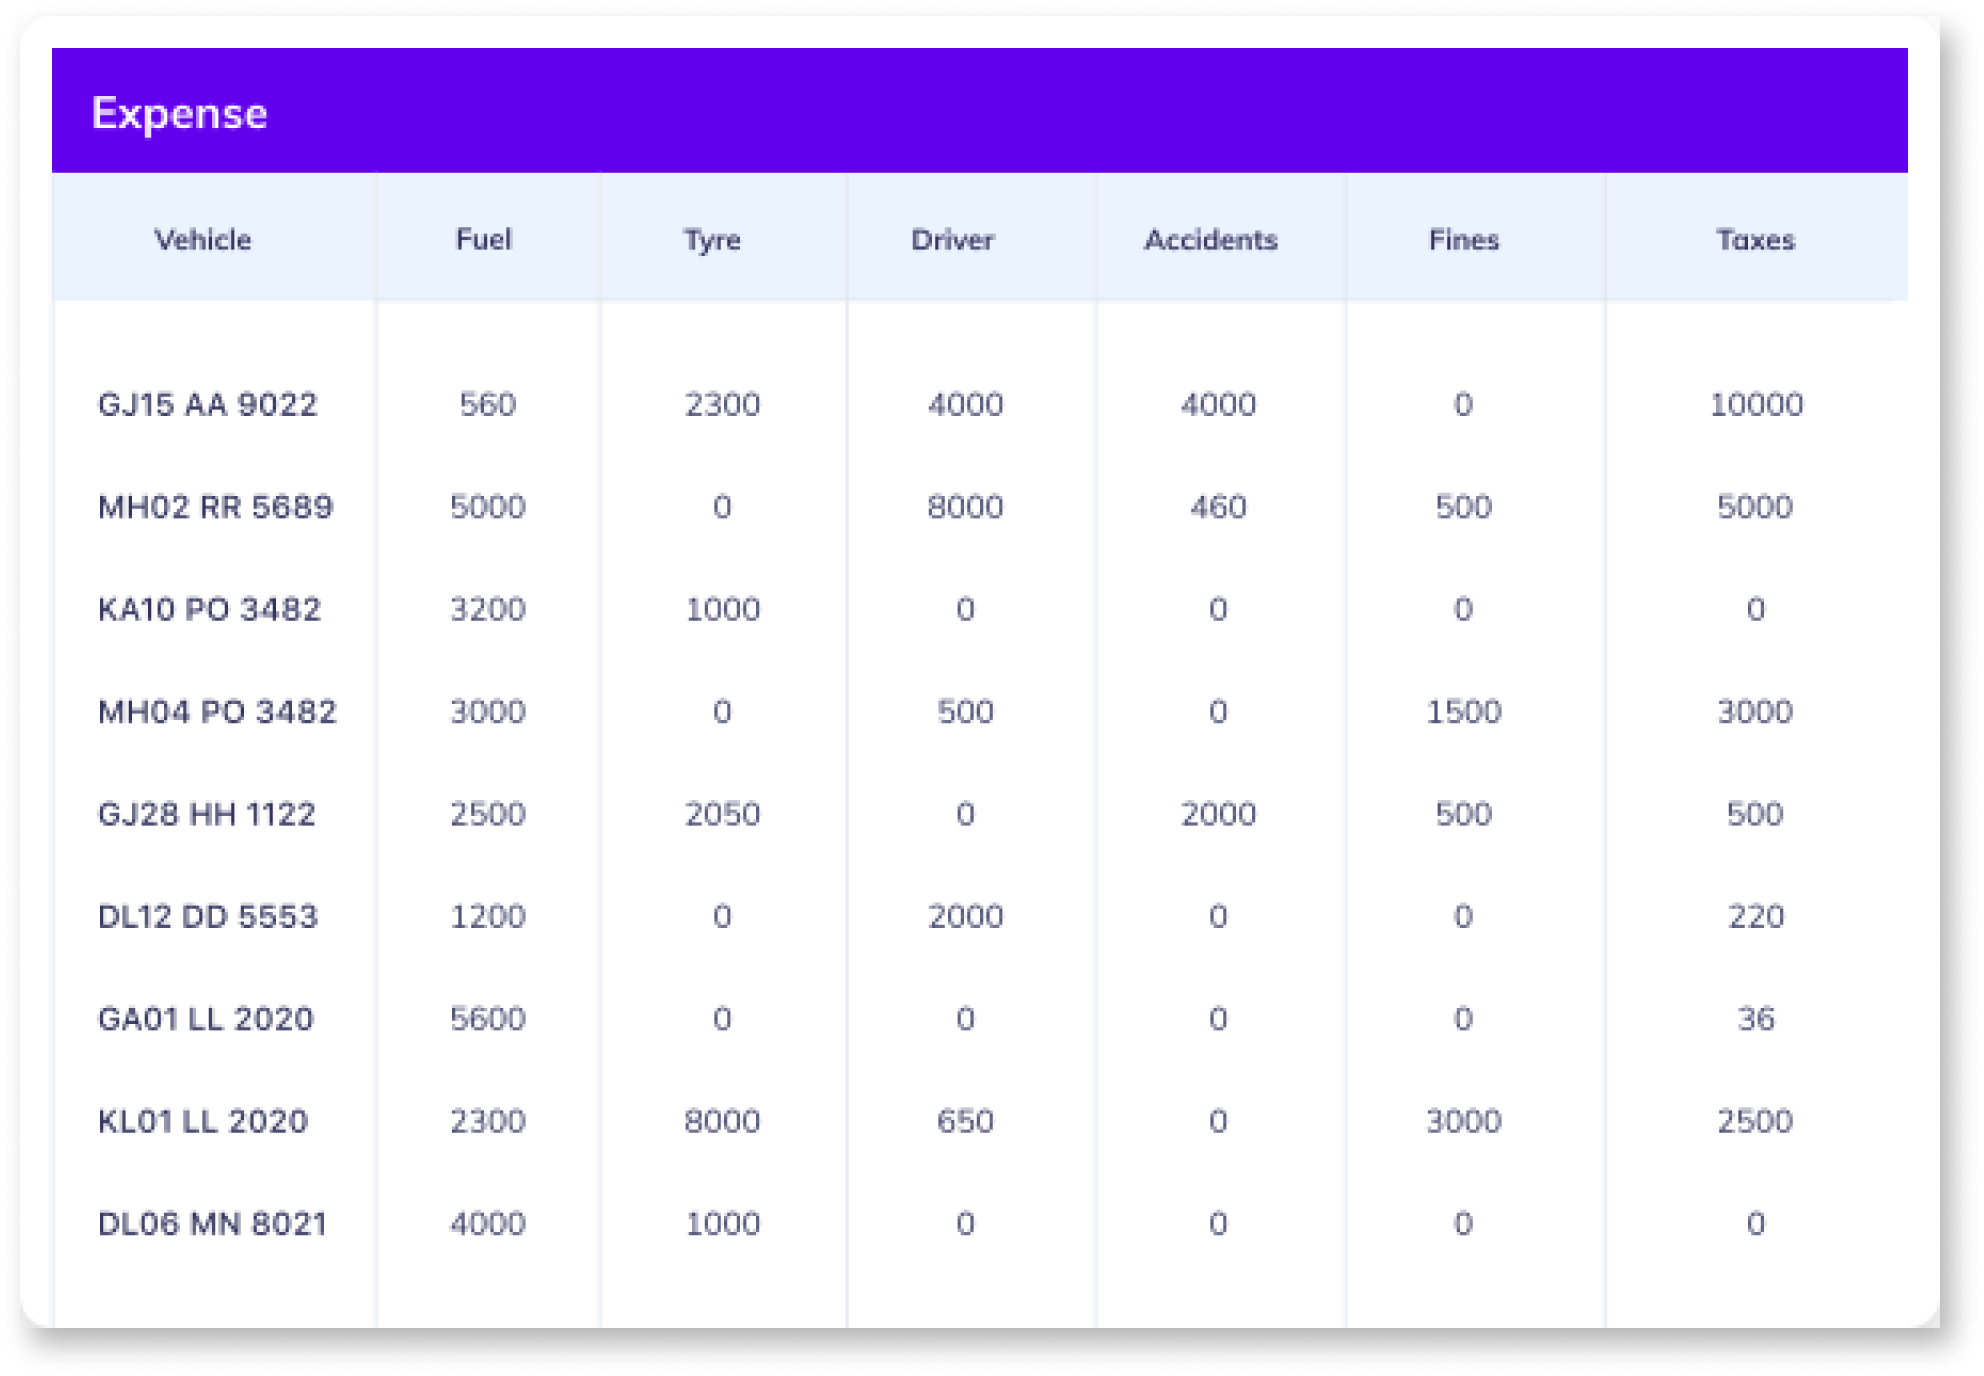 Expense
Vehicle Fuel Tyre Driver Accidents Fines Taxes
GJ15 AA 9022 560 2300 4000 4000 0 10000
MH02 RR 5689 5000 0 8000 460 500 5000
KA10 PO 3482 3200 1000 0 0 0 0
MH04 PO 3482 3000 0 500 0 1500 3000
GJ28 HH 1122 2500 2050 0 2000 500 500
DL12 DD 5553 1200 0 2000 0 0 220
GA01 LL 2020 5600 0 0 0 0 36
KL01 LL 2020 2300 8000 650 0 3000 2500
DL06 MN 8021 4000 1000 0 0 0 0